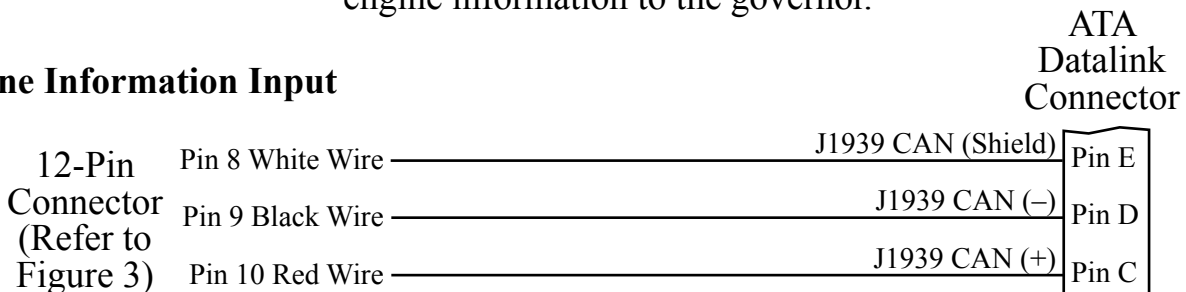 engine information to the governor.
ATA
Datalink
Connector
Information Input
12-Pin
Connector
(Refer to
Figure 3)
Pin 8 White Wire J1939 CAN (Shield) Pin E
Pin 9 Black Wire J1939 CAN (–) Pin D
Pin 10 Red Wire J1939 CAN (+) Pin C